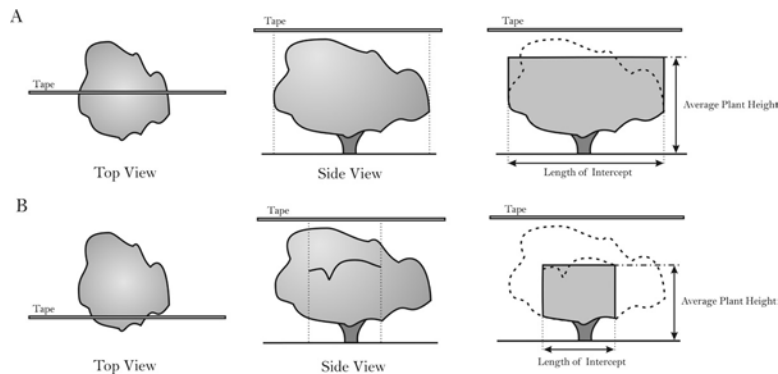 A
Tape
Tape
Tape
Average Plant Height
Top View
Side View
Length of Intercept
B
Tape
Tape
Tape
Average Plant Height
Top View
Side View
Length of Intercept